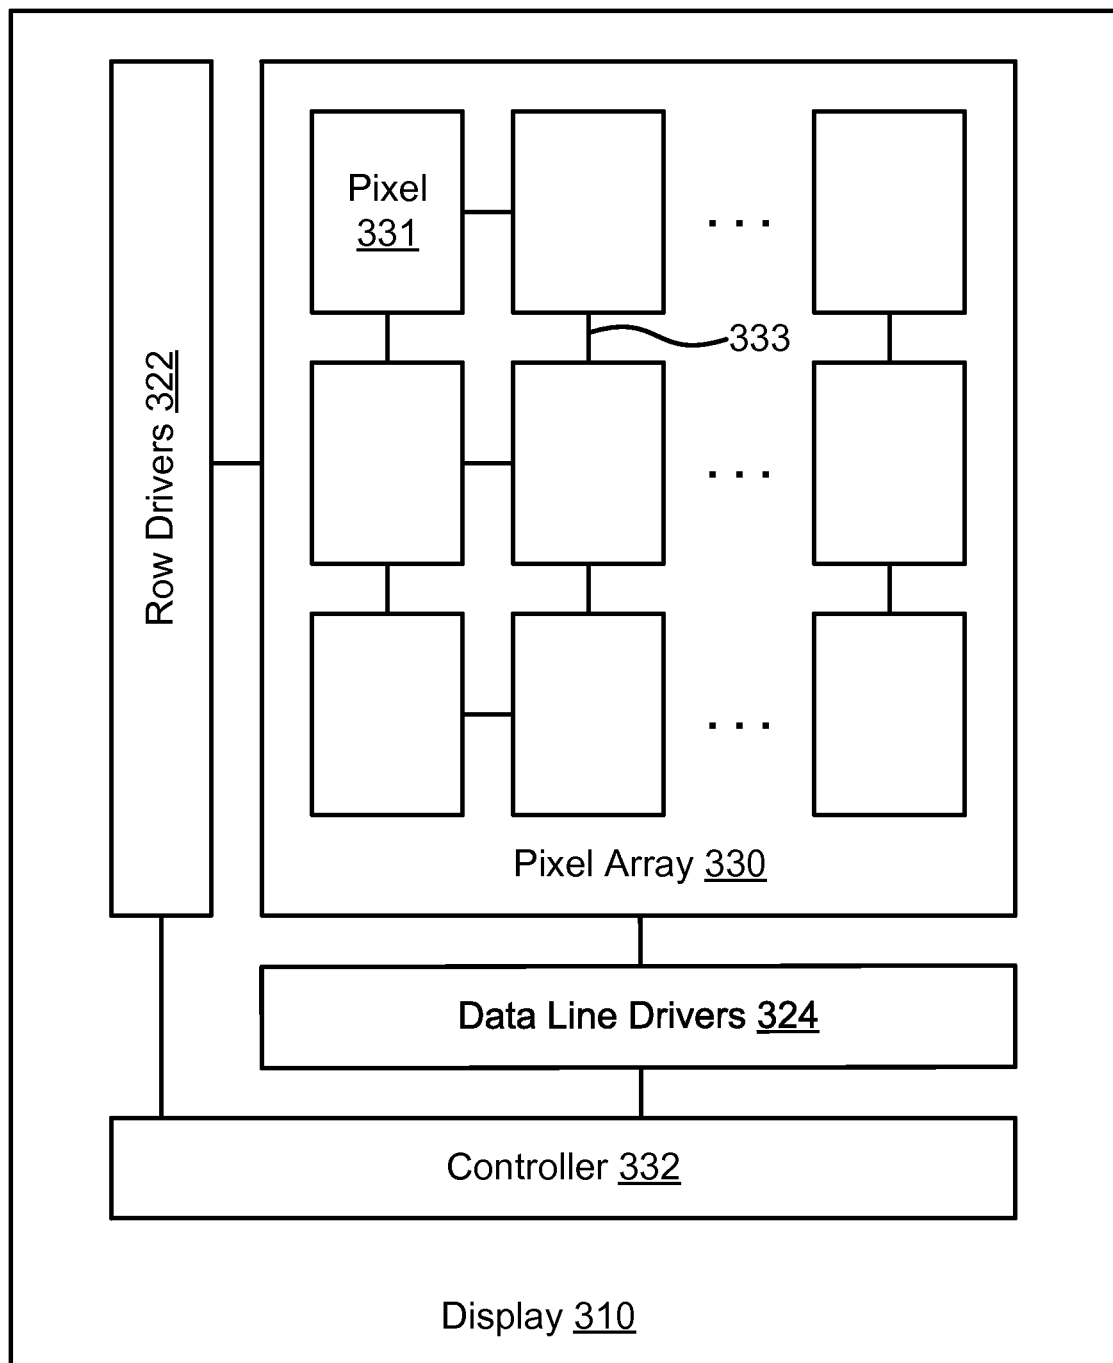 Pixel
331
. . .
333
Row Drivers 322
. . .
. . .
Pixel Array 330
Data Line Drivers 324
Controller 332
Display 310